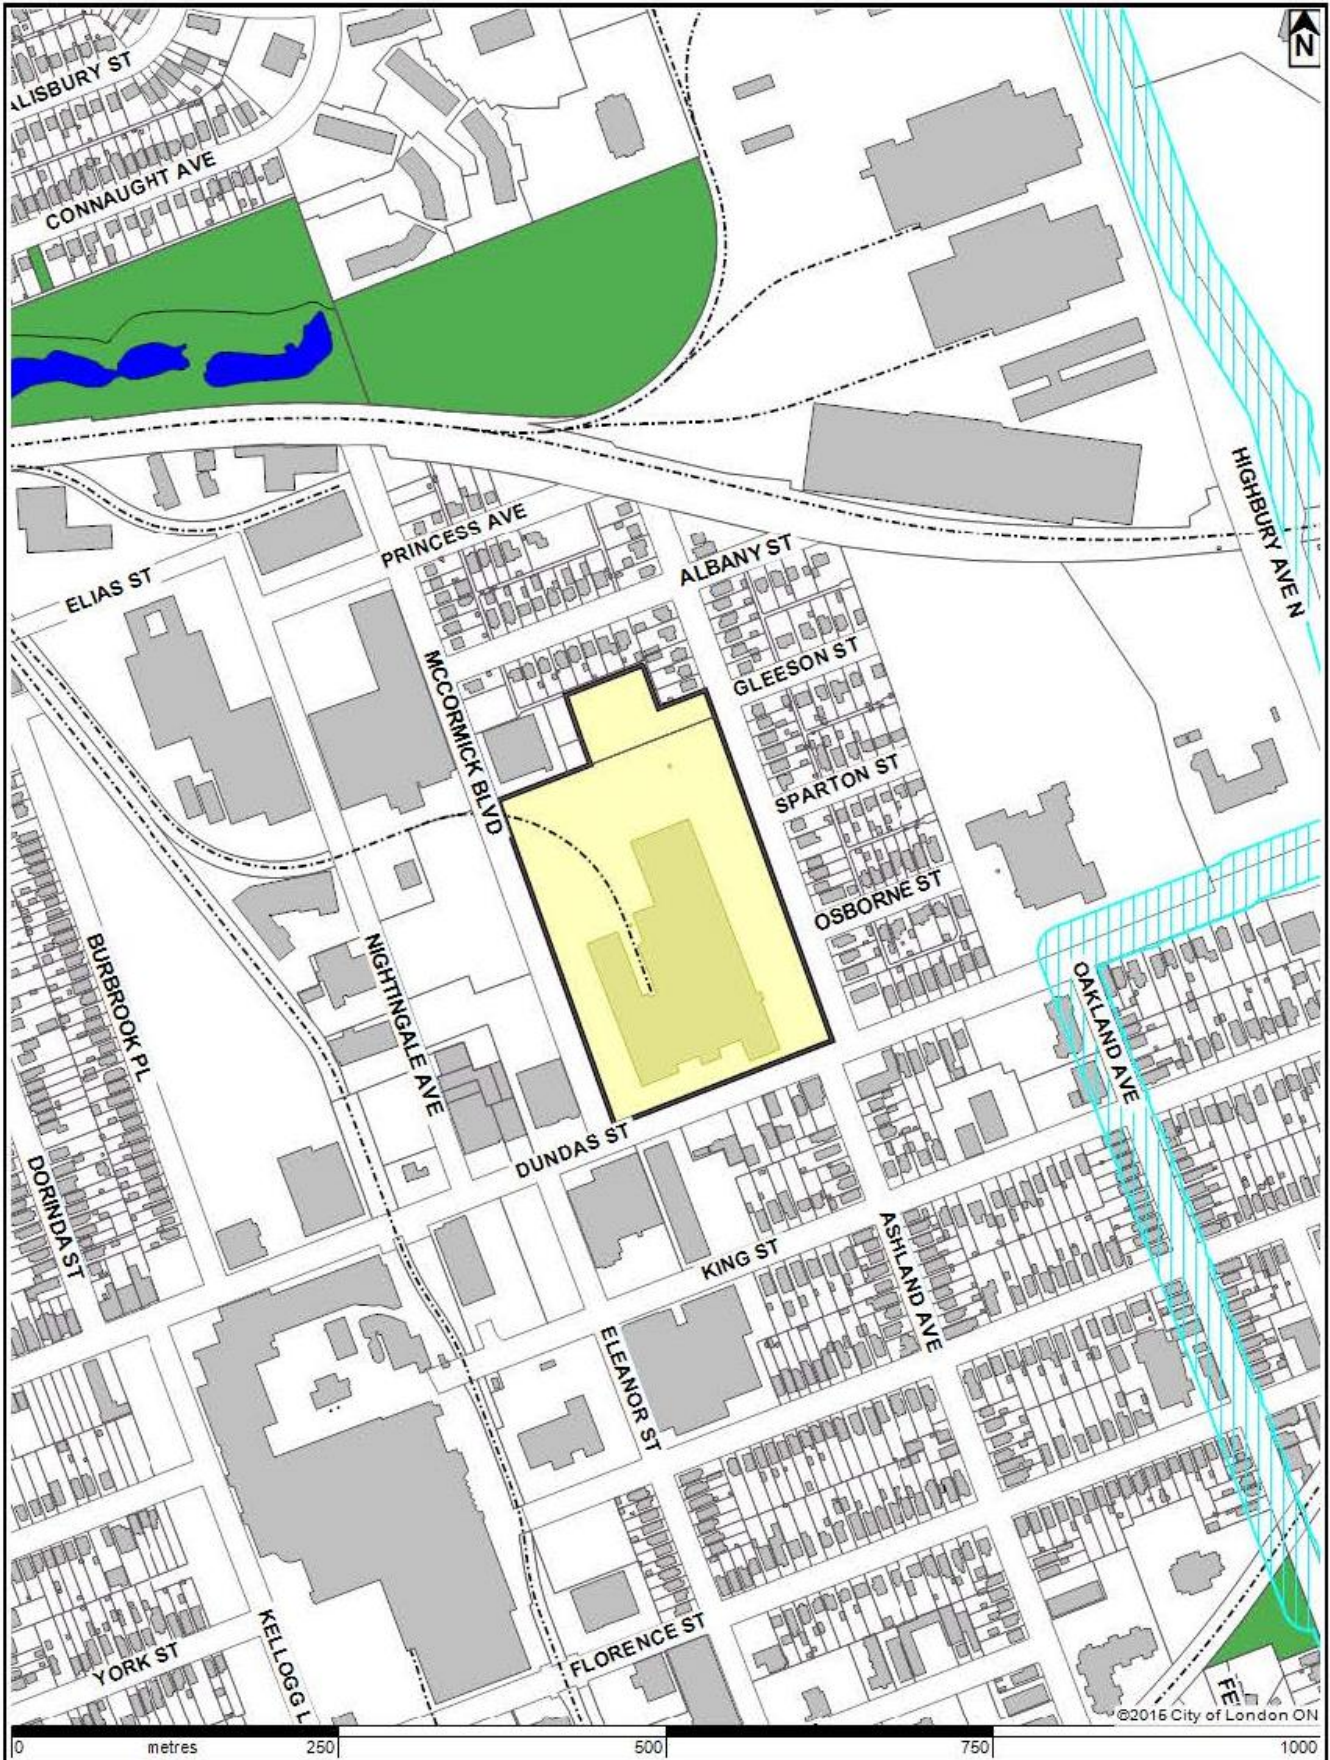 N
ALISBURY ST
CONNAUGHT AVE
HIGHBURY AVE N
PRINCESS AVE
ALBANY ST
ELIAS ST
GLEESON ST
MCCORMICK BLVD
SPARTON ST
OSBORNE ST
BURBROOK PL
NIGHTINGALE AVE
OAKLAND AVE
DUNDAS ST
DORINDA ST
KING ST
ASHLAND AVE
ELEANOR ST
KELLOGG L
FLORENCE ST
YORK ST
FE
©2016 City of London ON
0 metres 250 500 750 1000